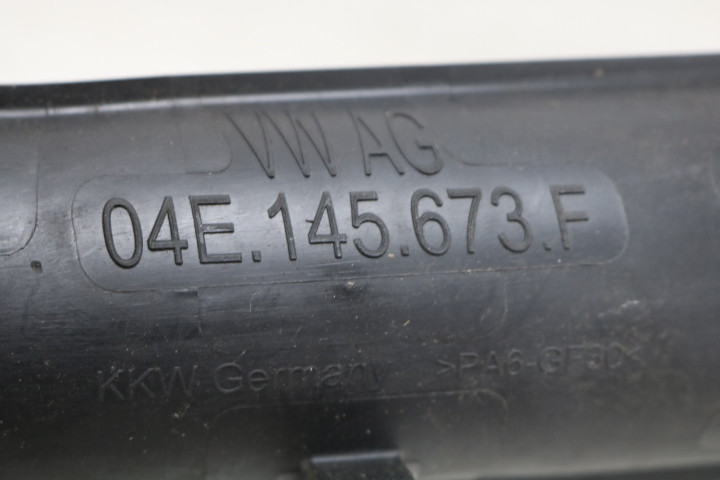 VW AG
04E.145.673.F
KKW Germany >PA6-GF30<